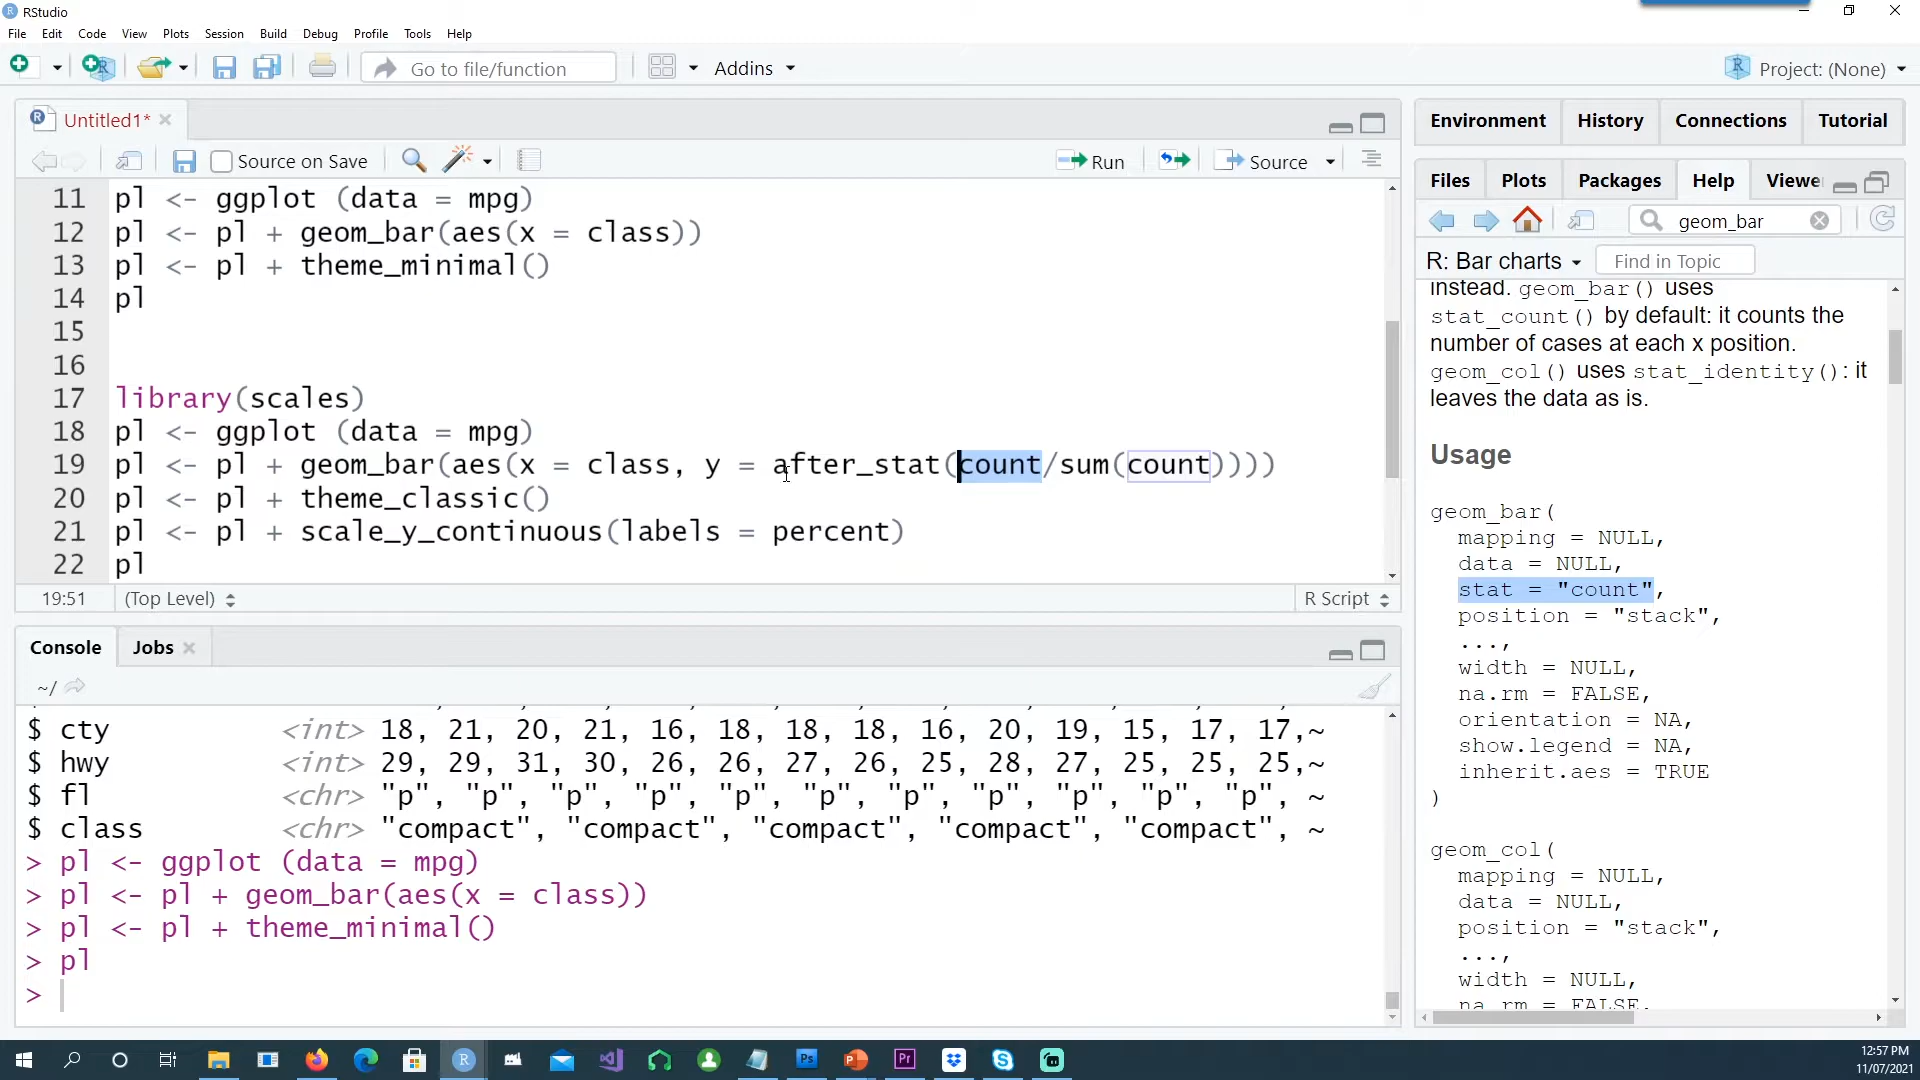 RStudio
File Edit Code View Plots Session Build Debug Profile Tools Help
Go to file/function Addins Project: (None)
Untitled1*
Source on Save Run Source
11 pl <- ggplot (data = mpg)
12 pl <- pl + geom_bar(aes(x = class))
13 pl <- pl + theme_minimal()
14 pl
15
16
17 library(scales)
18 pl <- ggplot (data = mpg)
19 pl <- pl + geom_bar(aes(x = class, y = after_stat(count/sum(count))))
20 pl <- pl + theme_classic()
21 pl <- pl + scale_y_continuous(labels = percent)
22 pl
19:51 (Top Level) R Script
Console Jobs
~/
$ cty <int> 18, 21, 20, 21, 16, 18, 18, 18, 16, 20, 19, 15, 17, 17,~
$ hwy <int> 29, 29, 31, 30, 26, 26, 27, 26, 25, 28, 27, 25, 25, 25,~
$ fl <chr> "p", "p", "p", "p", "p", "p", "p", "p", "p", "p", "p", ~
$ class <chr> "compact", "compact", "compact", "compact", "compact", ~
> pl <- ggplot (data = mpg)
> pl <- pl + geom_bar(aes(x = class))
> pl <- pl + theme_minimal()
> pl
>
Environment History Connections Tutorial
Files Plots Packages Help Viewe
geom_bar
R: Bar charts Find in Topic
instead. geom_bar() uses
stat_count() by default: it counts the
number of cases at each x position.
geom_col() uses stat_identity(): it
leaves the data as is.
Usage
geom_bar(
mapping = NULL,
data = NULL,
stat = "count",
position = "stack",
...,
width = NULL,
na.rm = FALSE,
orientation = NA,
show.legend = NA,
inherit.aes = TRUE
)
geom_col(
mapping = NULL,
data = NULL,
position = "stack",
...,
width = NULL,
na.rm = FALSE,
12:57 PM
11/07/2021